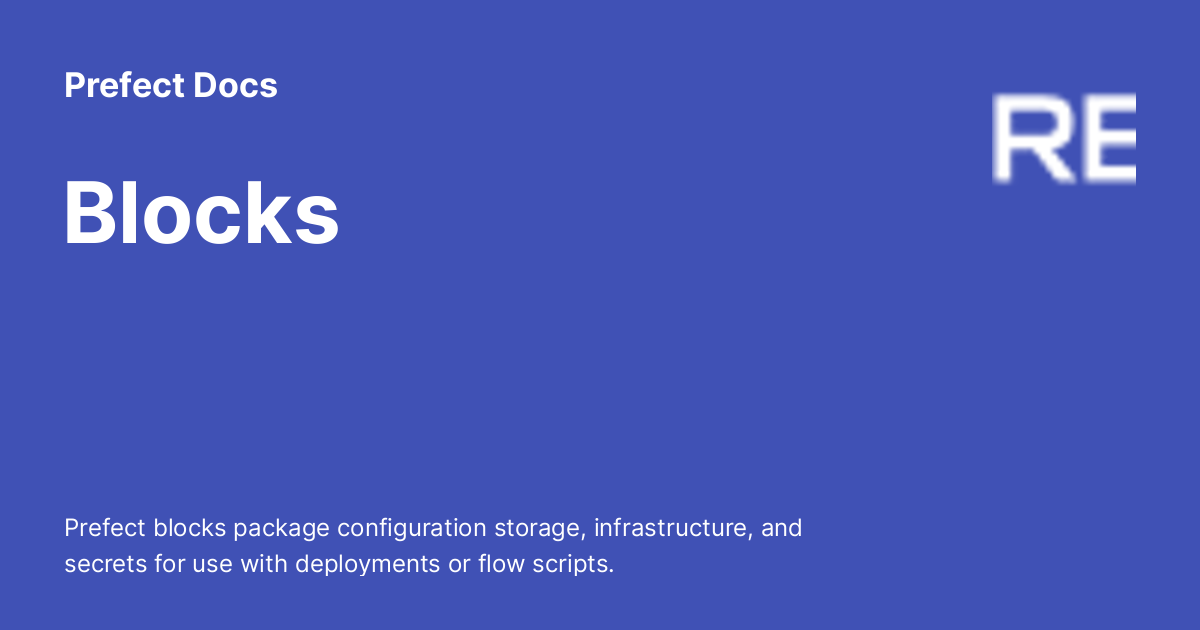 Prefect Docs
RE
Blocks
Prefect blocks package configuration storage, infrastructure, and
secrets for use with deployments or flow scripts.